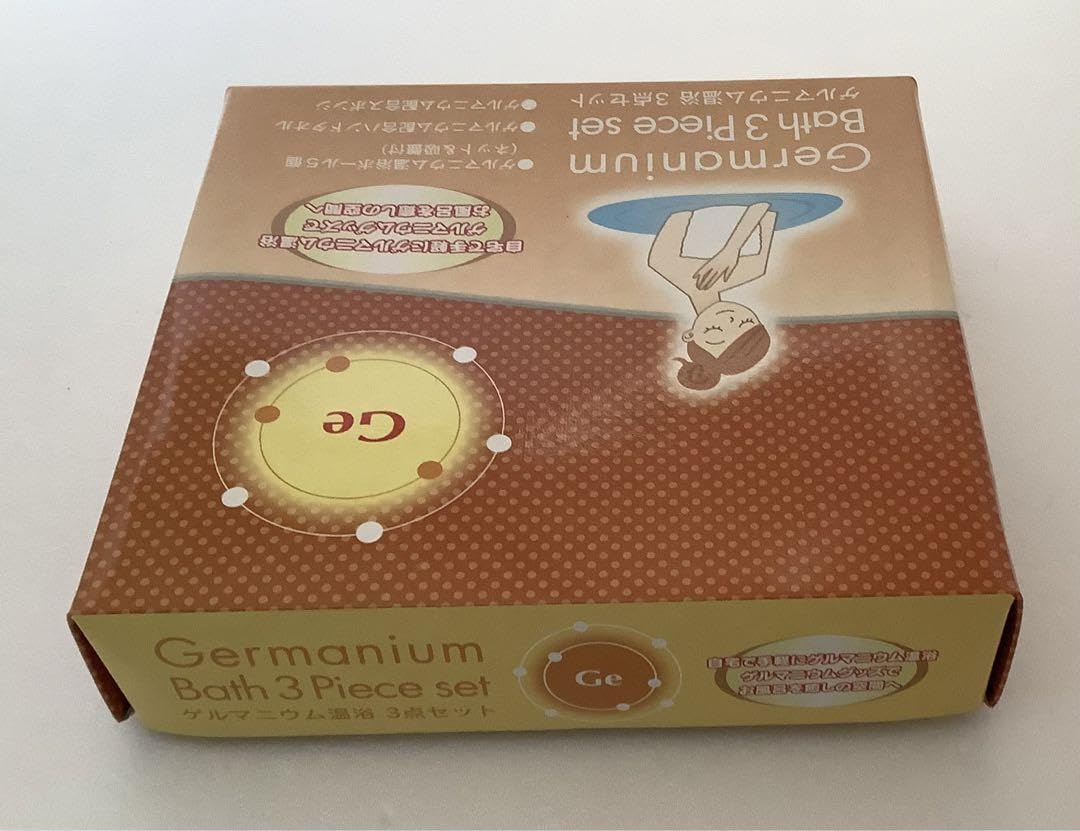 Germanium
Bath 3 Piece set
ゲルマニウム温浴 3点セット
●ゲルマニウム温浴ボール5個
(ネット&吸盤付)
●ゲルマニウム配合ハンドタオル
●ゲルマニウム配合スポンジ
自宅で手軽にゲルマニウム温浴
ゲルマニウムグッズで
お風呂を癒しの空間へ
Ge
Germanium
Bath 3 Piece set
ゲルマニウム温浴 3点セット
Ge
自宅で手軽にゲルマニウム温浴
ゲルマニウムグッズで
お風呂を癒しの空間へ